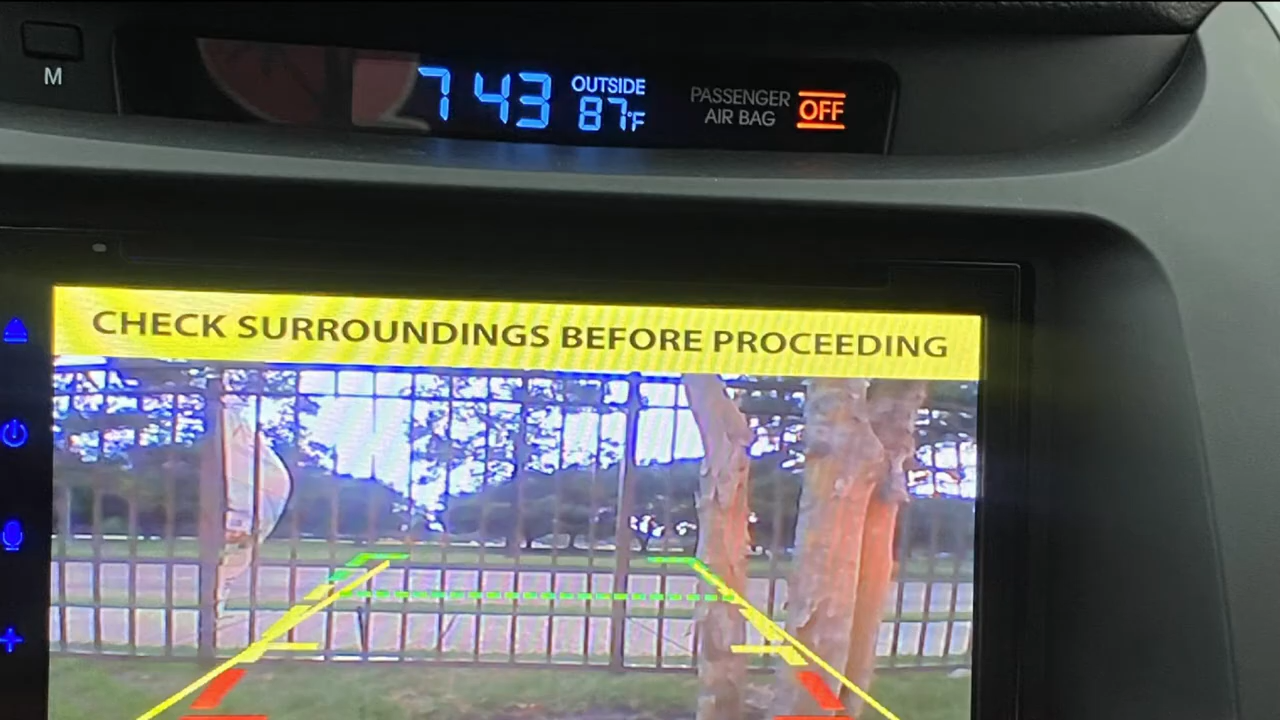 M
7 43
OUTSIDE
87°F
PASSENGER
AIR BAG
OFF
CHECK SURROUNDINGS BEFORE PROCEEDING